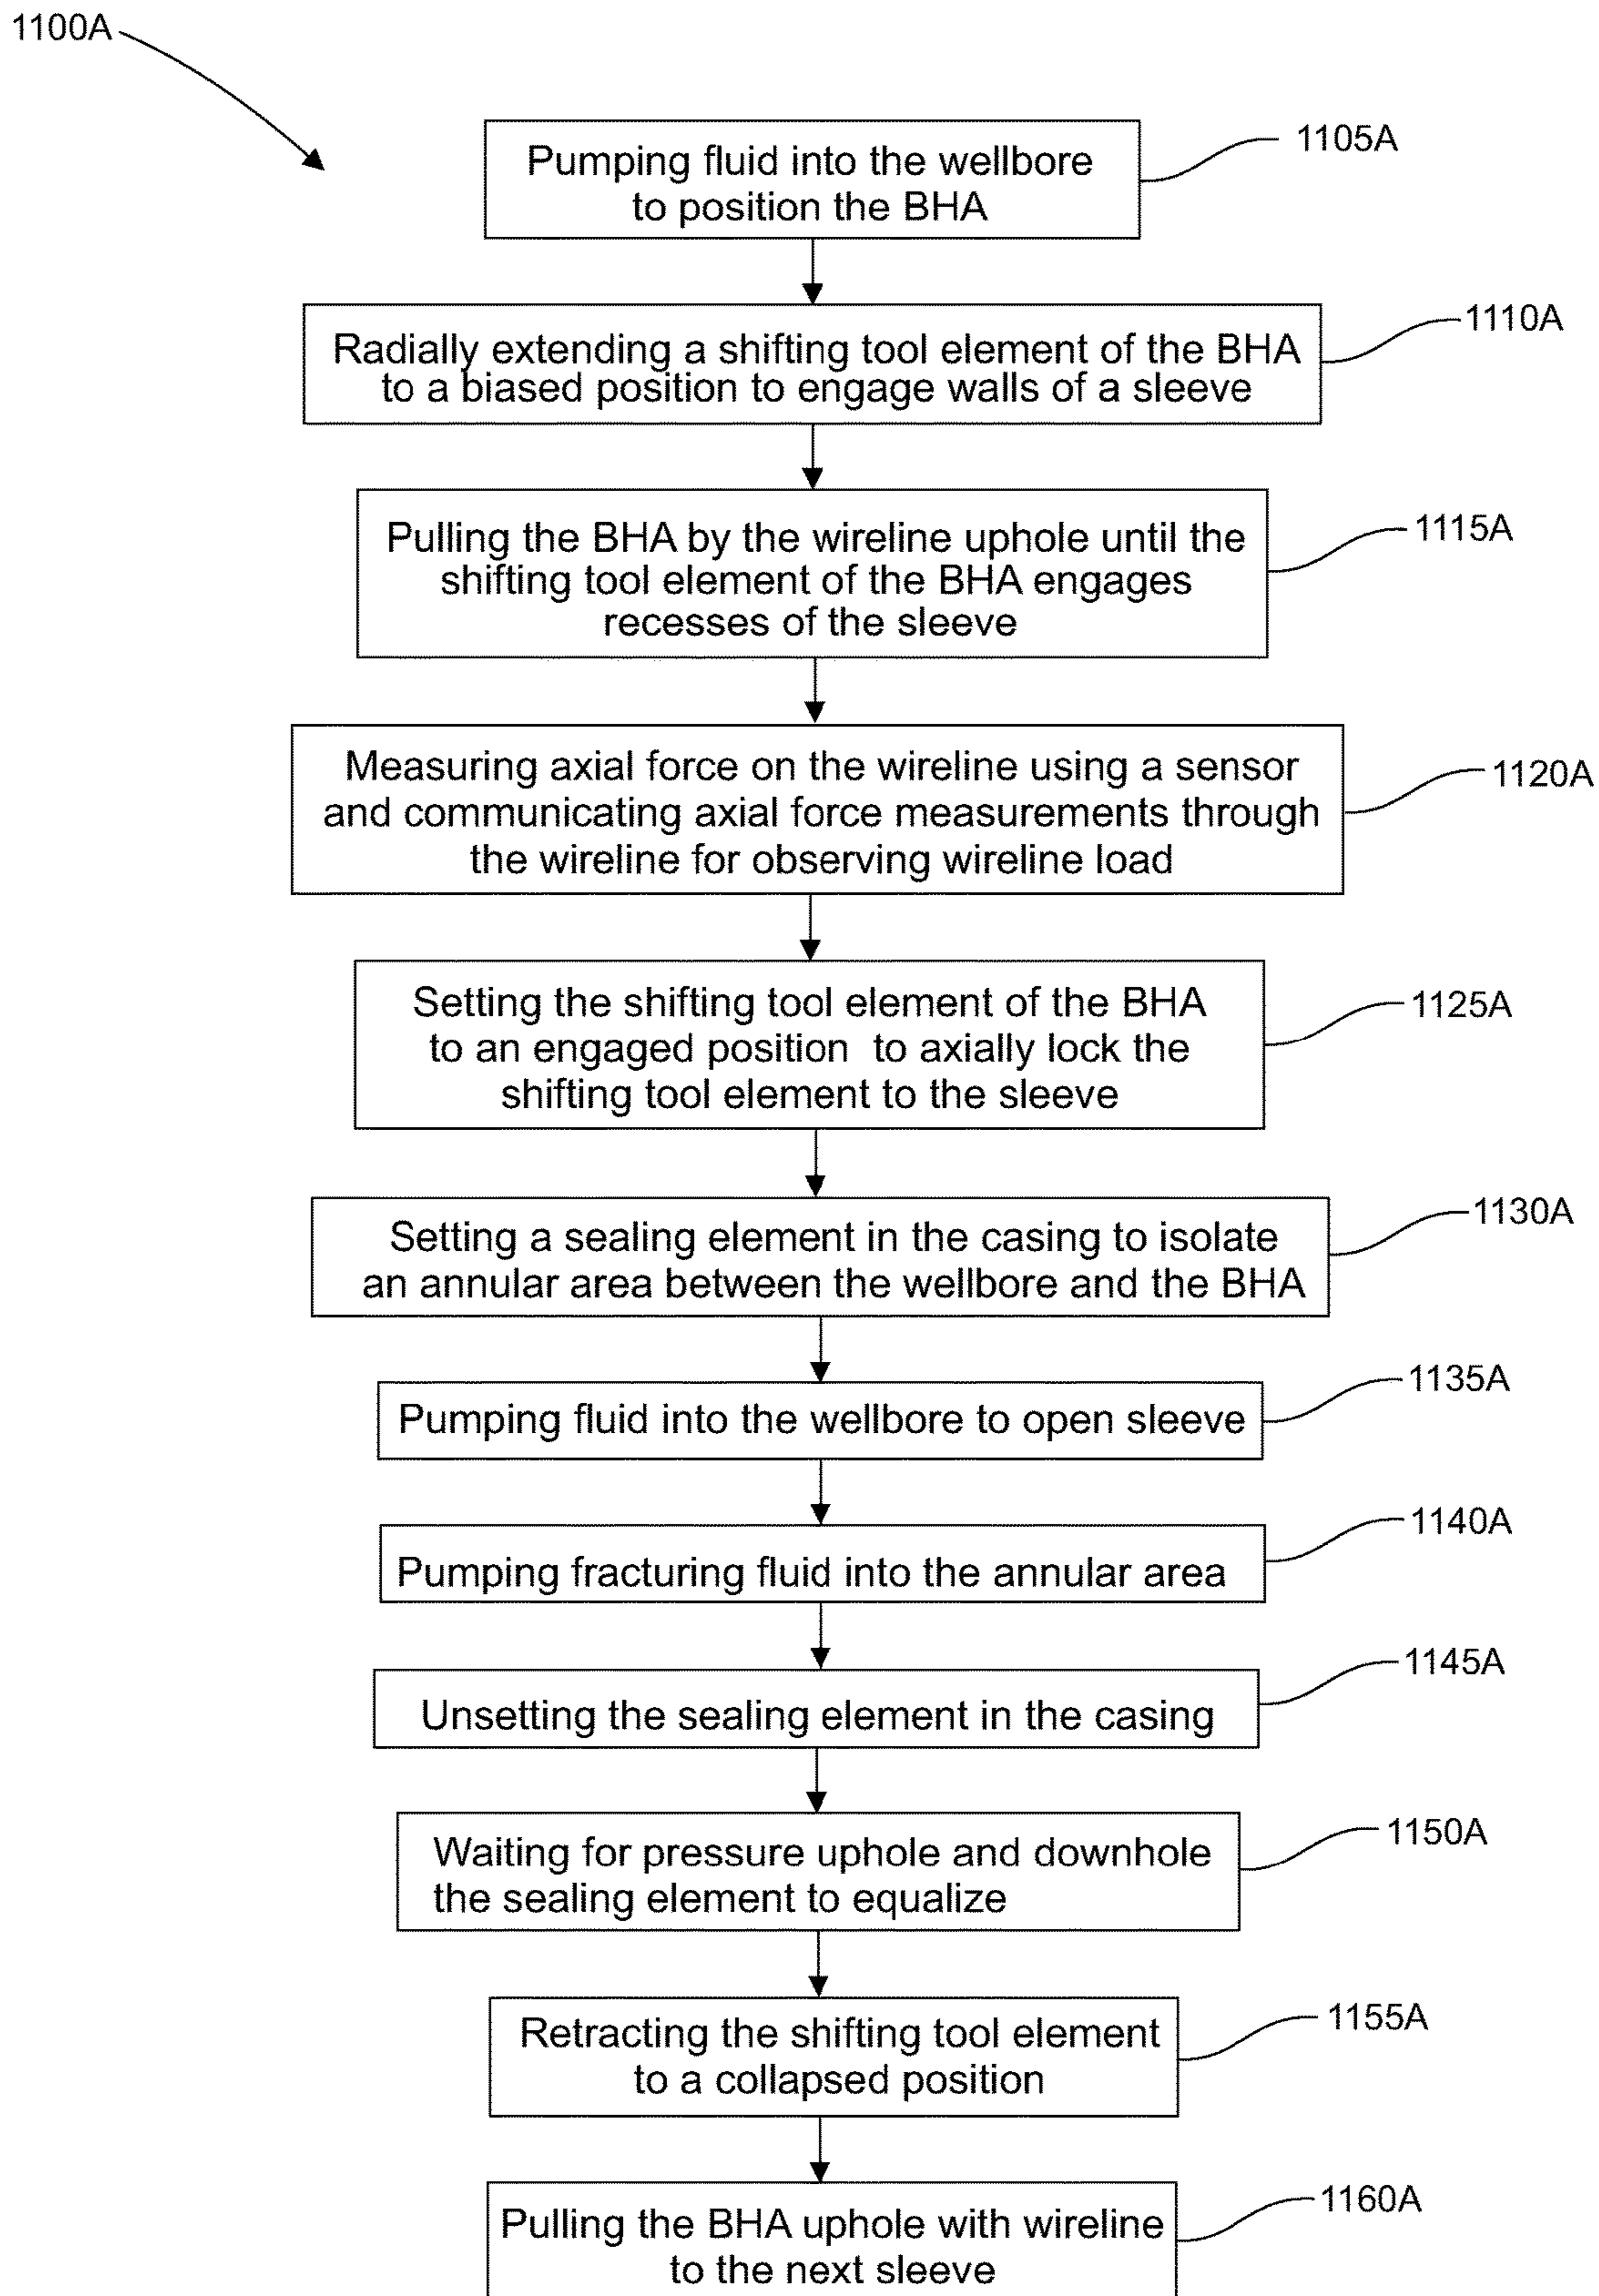 1100A
Pumping fluid into the wellbore
to position the BHA
1105A
Radially extending a shifting tool element of the BHA
to a biased position to engage walls of a sleeve
1110A
Pulling the BHA by the wireline uphole until the
shifting tool element of the BHA engages
recesses of the sleeve
1115A
Measuring axial force on the wireline using a sensor
and communicating axial force measurements through
the wireline for observing wireline load
1120A
Setting the shifting tool element of the BHA
to an engaged position to axially lock the
shifting tool element to the sleeve
1125A
Setting a sealing element in the casing to isolate
an annular area between the wellbore and the BHA
1130A
Pumping fluid into the wellbore to open sleeve
1135A
Pumping fracturing fluid into the annular area
1140A
Unsetting the sealing element in the casing
1145A
Waiting for pressure uphole and downhole
the sealing element to equalize
1150A
Retracting the shifting tool element
to a collapsed position
1155A
Pulling the BHA uphole with wireline
to the next sleeve
1160A